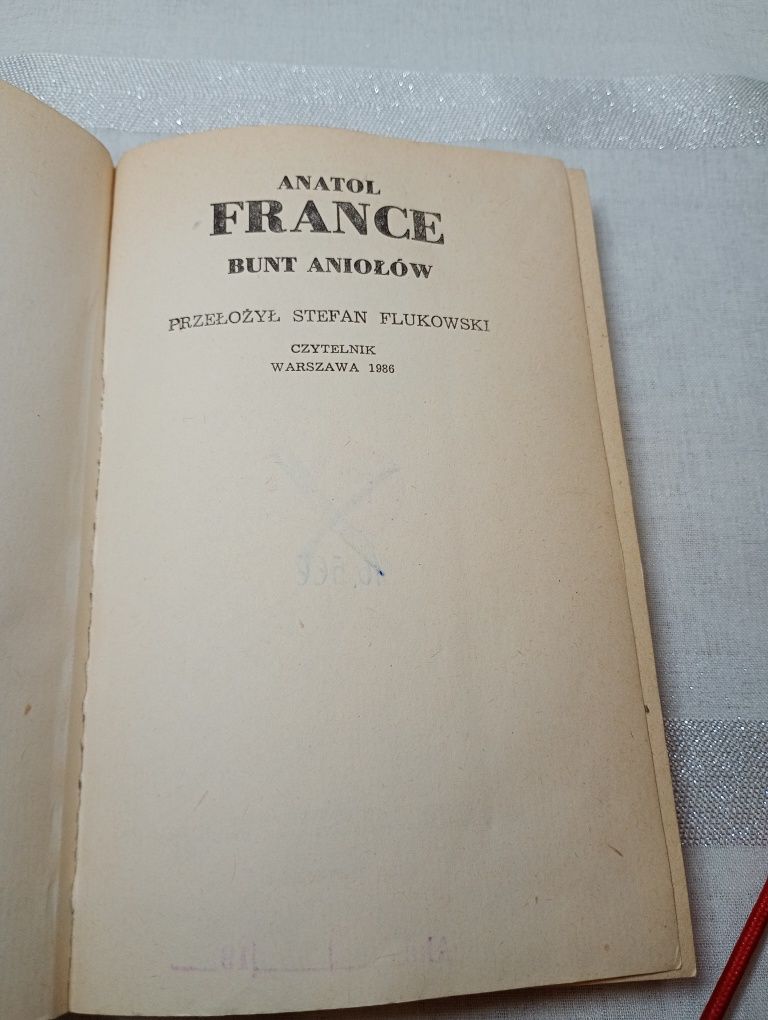 ANATOL
FRANCE
BUNT ANIOŁÓW
PRZEŁOŻYŁ STEFAN FLUKOWSKI
CZYTELNIK
WARSZAWA 1986